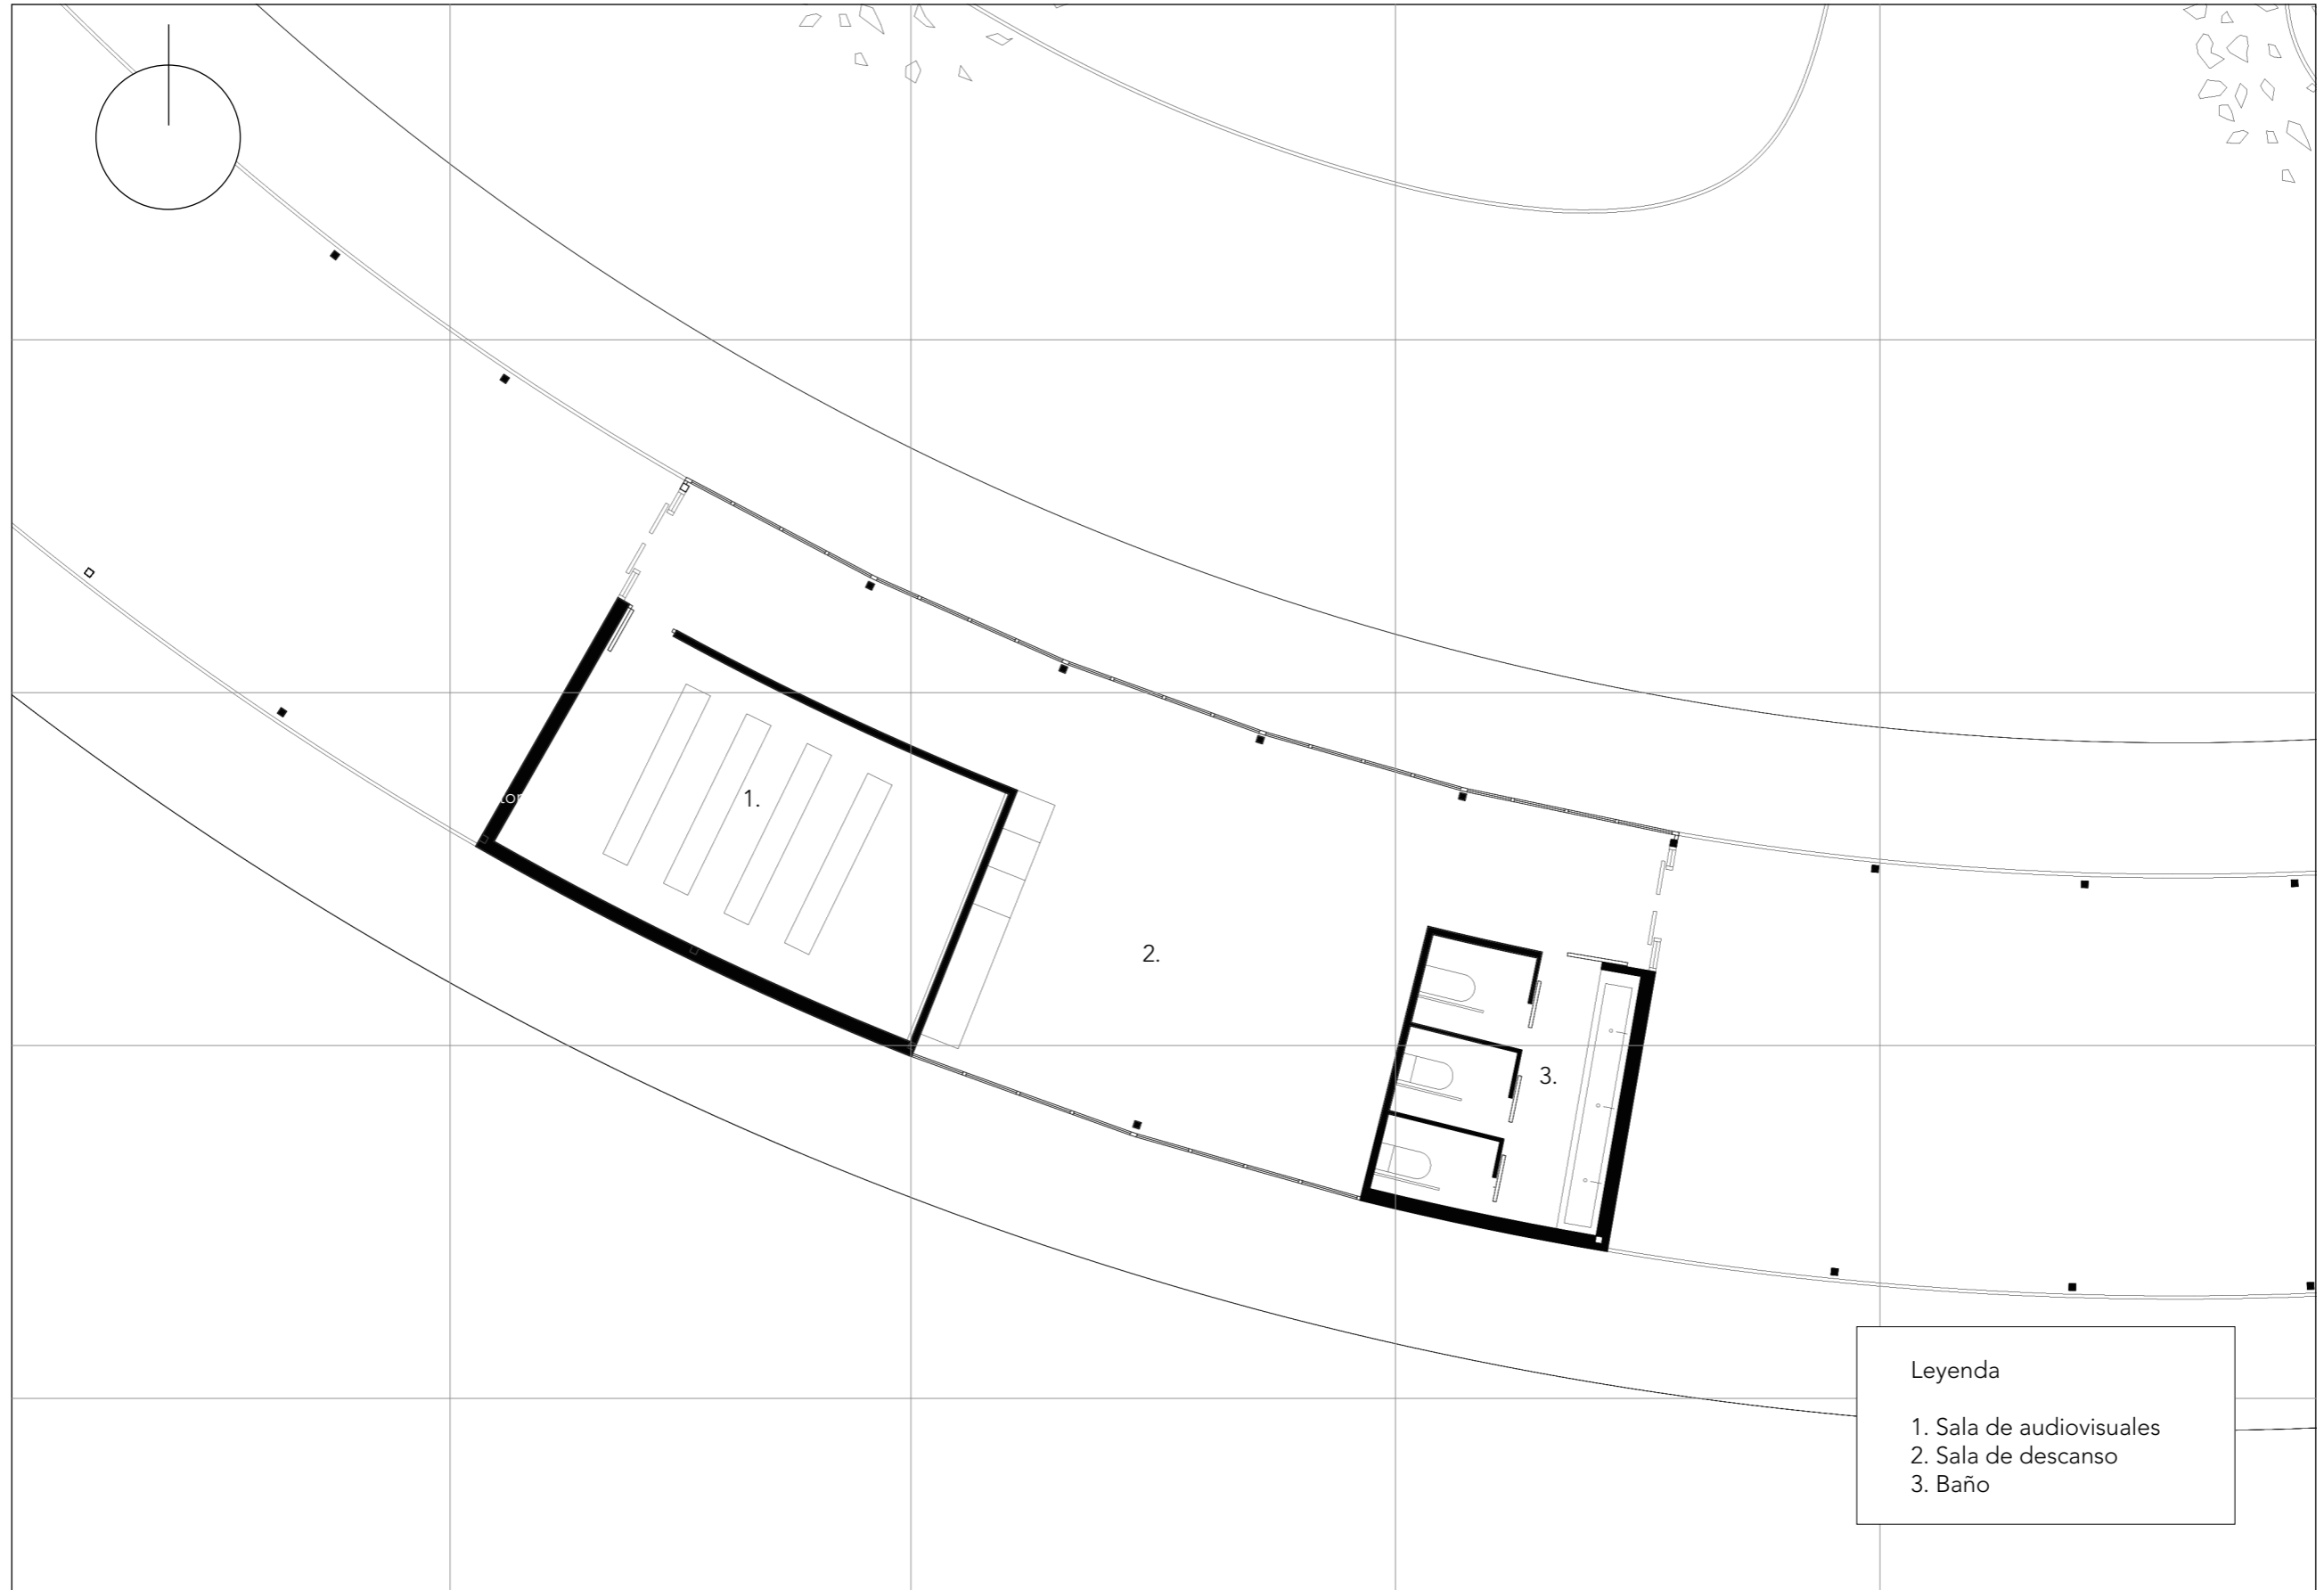 1.
2.
3.
Leyenda
1. Sala de audiovisuales
2. Sala de descanso
3. Baño